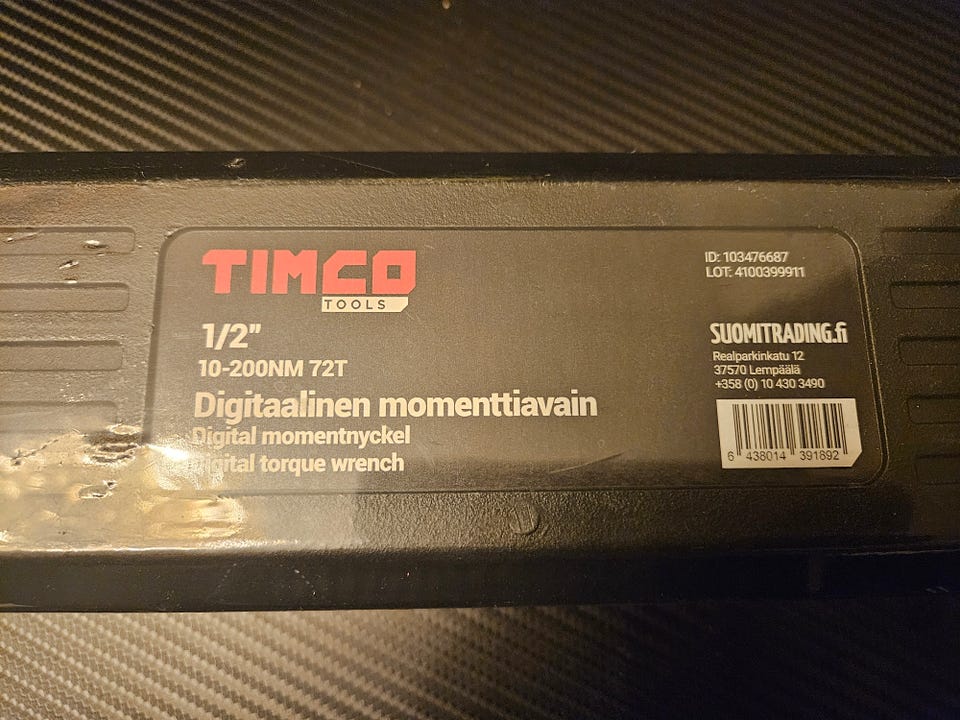 TIMCO
TOOLS
1/2"
10-200NM 72T
Digitaalinen momenttiavain
Digital momentnyckel
Digital torque wrench
ID: 103476687
LOT: 4100399911
SUOMITRADING.fi
Realparkinkatu 12
37570 Lempäälä
+358 (0) 10 430 3490
6 438014 391892